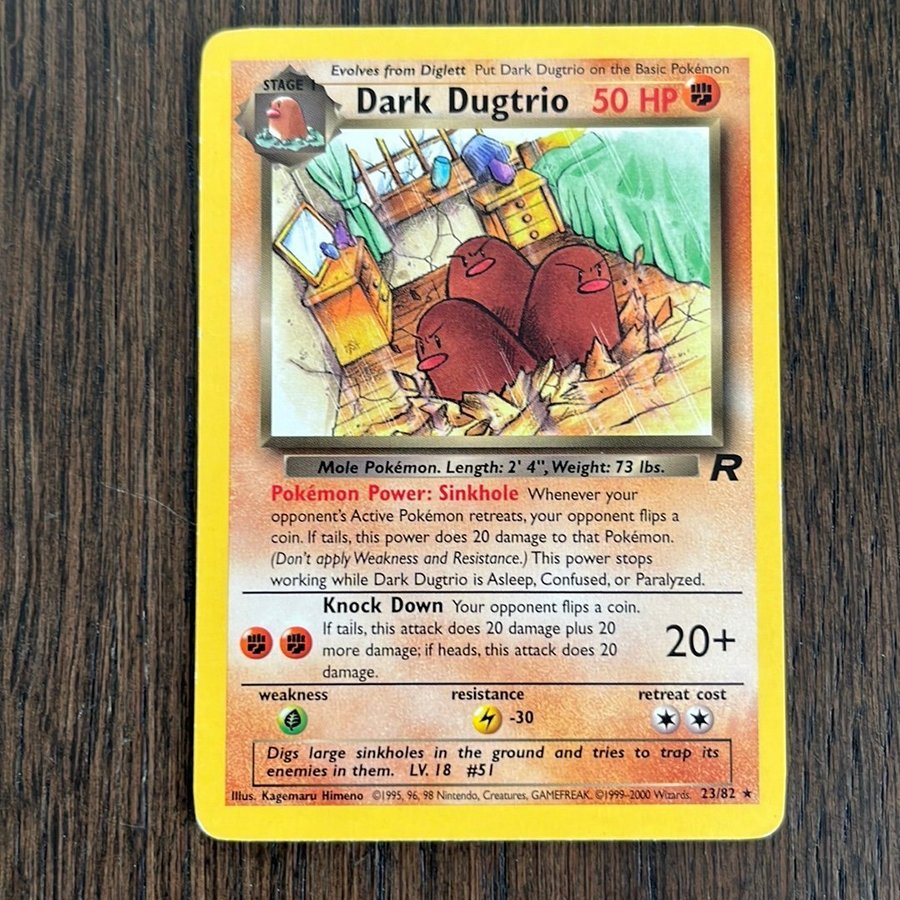 Evolves from Diglett Put Dark Dugtrio on the Basic Pokémon
STAGE 1
Dark Dugtrio 50 HP
Mole Pokémon. Length: 2' 4", Weight: 73 lbs.
R
Pokémon Power: Sinkhole Whenever your
opponent's Active Pokémon retreats, your opponent flips a
coin. If tails, this power does 20 damage to that Pokémon.
(Don't apply Weakness and Resistance.) This power stops
working while Dark Dugtrio is Asleep, Confused, or Paralyzed.
Knock Down Your opponent flips a coin.
If tails, this attack does 20 damage plus 20
more damage; if heads, this attack does 20
damage.
20+
weakness resistance retreat cost
-30
Digs large sinkholes in the ground and tries to trap its
enemies in them. LV. 18 #51
Illus. Kagemaru Himeno ©1995, 96, 98 Nintendo, Creatures, GAMEFREAK. ©1999-2000 Wizards. 23/82 ★